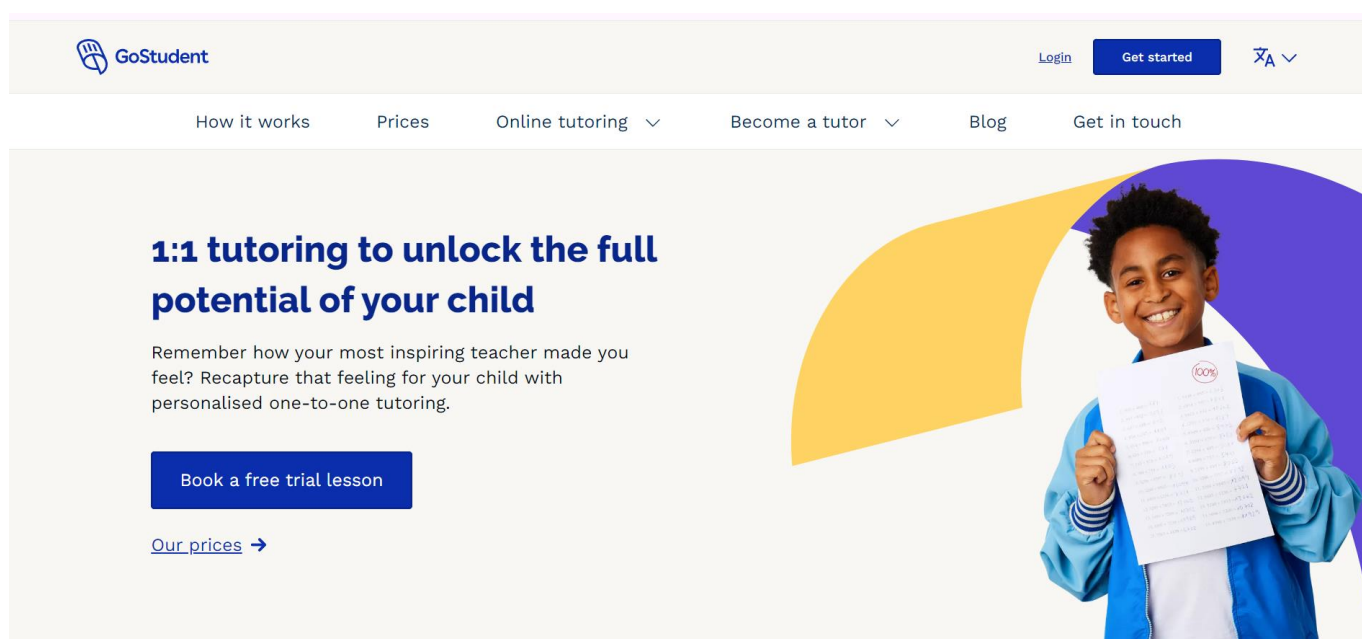 GoStudent
Login
Get started
How it works
Prices
Online tutoring
Become a tutor
Blog
Get in touch
1:1 tutoring to unlock the full
potential of your child
Remember how your most inspiring teacher made you
feel? Recapture that feeling for your child with
personalised one-to-one tutoring.
100%
Book a free trial lesson
Our prices